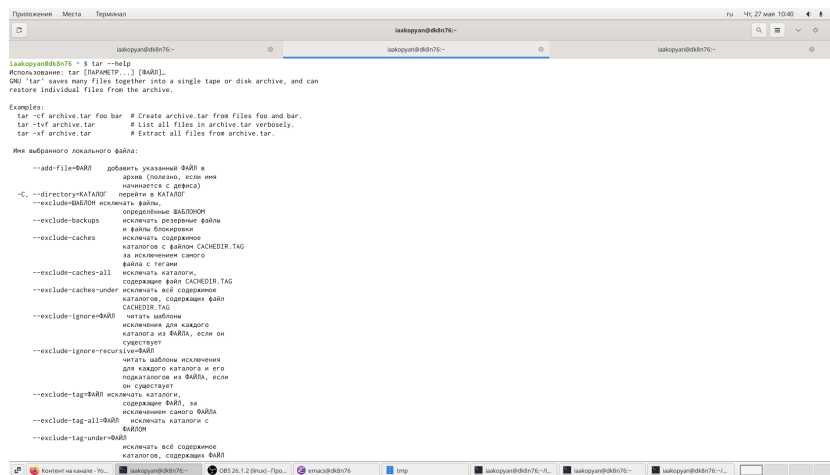 Приложения Места Терминал
ru Чт, 27 мая 10:40
iaakopyan@dk8n76:~
iaakopyan@dk8n76:~ iaakopyan@dk8n76:~ iaakopyan@dk8n76:~
iaakopyan@dk8n76 ~ $ tar --help
Использование: tar [ПАРАМЕТР...] [ФАЙЛ]…
GNU 'tar' saves many files together into a single tape or disk archive, and can
restore individual files from the archive.
Examples:
tar -cf archive.tar foo bar # Create archive.tar from files foo and bar.
tar -tvf archive.tar # List all files in archive.tar verbosely.
tar -xf archive.tar # Extract all files from archive.tar.
Имя выбранного локального файла:
--add-file=ФАЙЛ добавить указанный ФАЙЛ в
архив (полезно, если имя
начинается с дефиса)
-C, --directory=КАТАЛОГ перейти в КАТАЛОГ
--exclude=ШАБЛОН исключать файлы,
определённые ШАБЛОНОМ
--exclude-backups исключать резервные файлы
и файлы блокировки
--exclude-caches исключать содержимое
каталогов с файлом CACHEDIR.TAG
за исключением самого
файла с тегами
--exclude-caches-all исключать каталоги,
содержащие файл CACHEDIR.TAG
--exclude-caches-under исключать всё содержимое
каталогов, содержащих файл
CACHEDIR.TAG
--exclude-ignore=ФАЙЛ читать шаблоны
исключения для каждого
каталога из ФАЙЛА, если он
существует
--exclude-ignore-recursive=ФАЙЛ
читать шаблоны исключения
для каждого каталога и его
подкаталогов из ФАЙЛА, если
он существует
--exclude-tag=ФАЙЛ исключать каталоги,
содержащие ФАЙЛ, за
исключением самого ФАЙЛА
--exclude-tag-all=ФАЙЛ исключать каталоги с
ФАЙЛОМ
--exclude-tag-under=ФАЙЛ
исключать всё содержимое
каталогов, содержащих ФАЙЛ
Контент на канале - Yo... iaakopyan@dk8n76:~ OBS 26.1.2 (linux) - Про... emacs@dk8n76 tmp iaakopyan@dk8n76:~/l... iaakopyan@dk8n76:~ iaakopyan@dk8n76:~/...